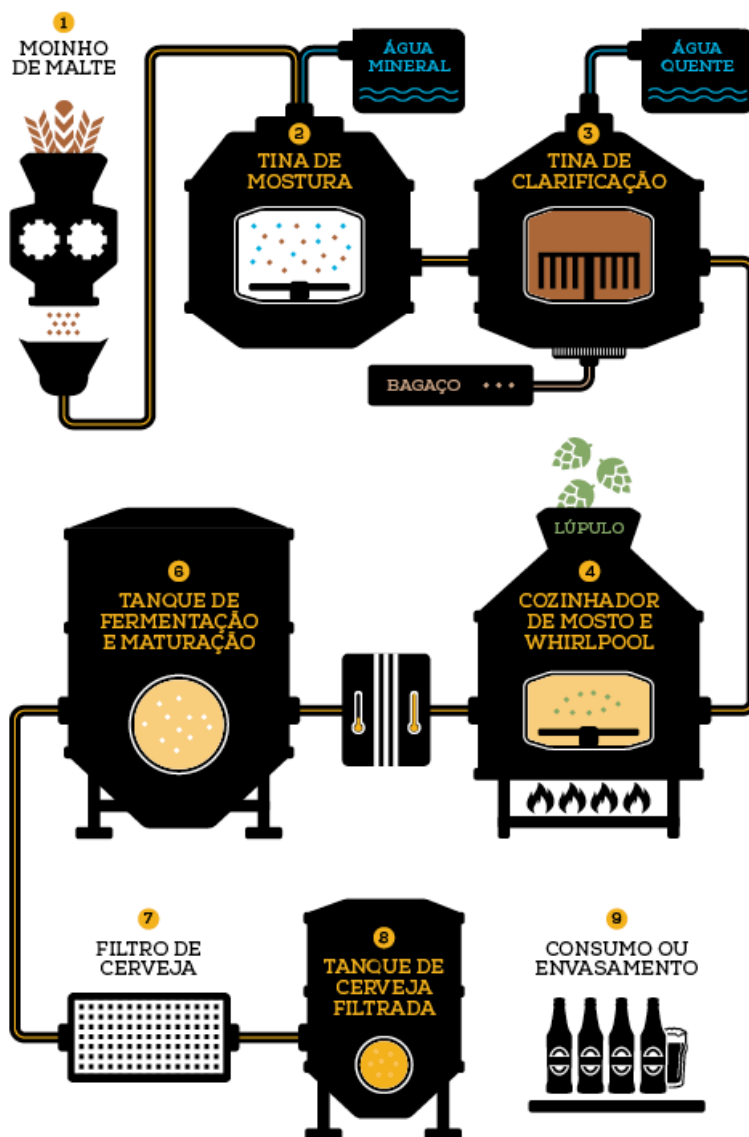 1
MOINHO
DE MALTE
ÁGUA
MINERAL
ÁGUA
QUENTE
2
TINA DE
MOSTURA
3
TINA DE
CLARIFICAÇÃO
BAGAÇO
LÚPULO
4
COZINHADOR
DE MOSTO E
WHIRLPOOL
6
TANQUE DE
FERMENTAÇÃO
E MATURAÇÃO
7
FILTRO DE
CERVEJA
8
TANQUE DE
CERVEJA
FILTRADA
9
CONSUMO OU
ENVASAMENTO